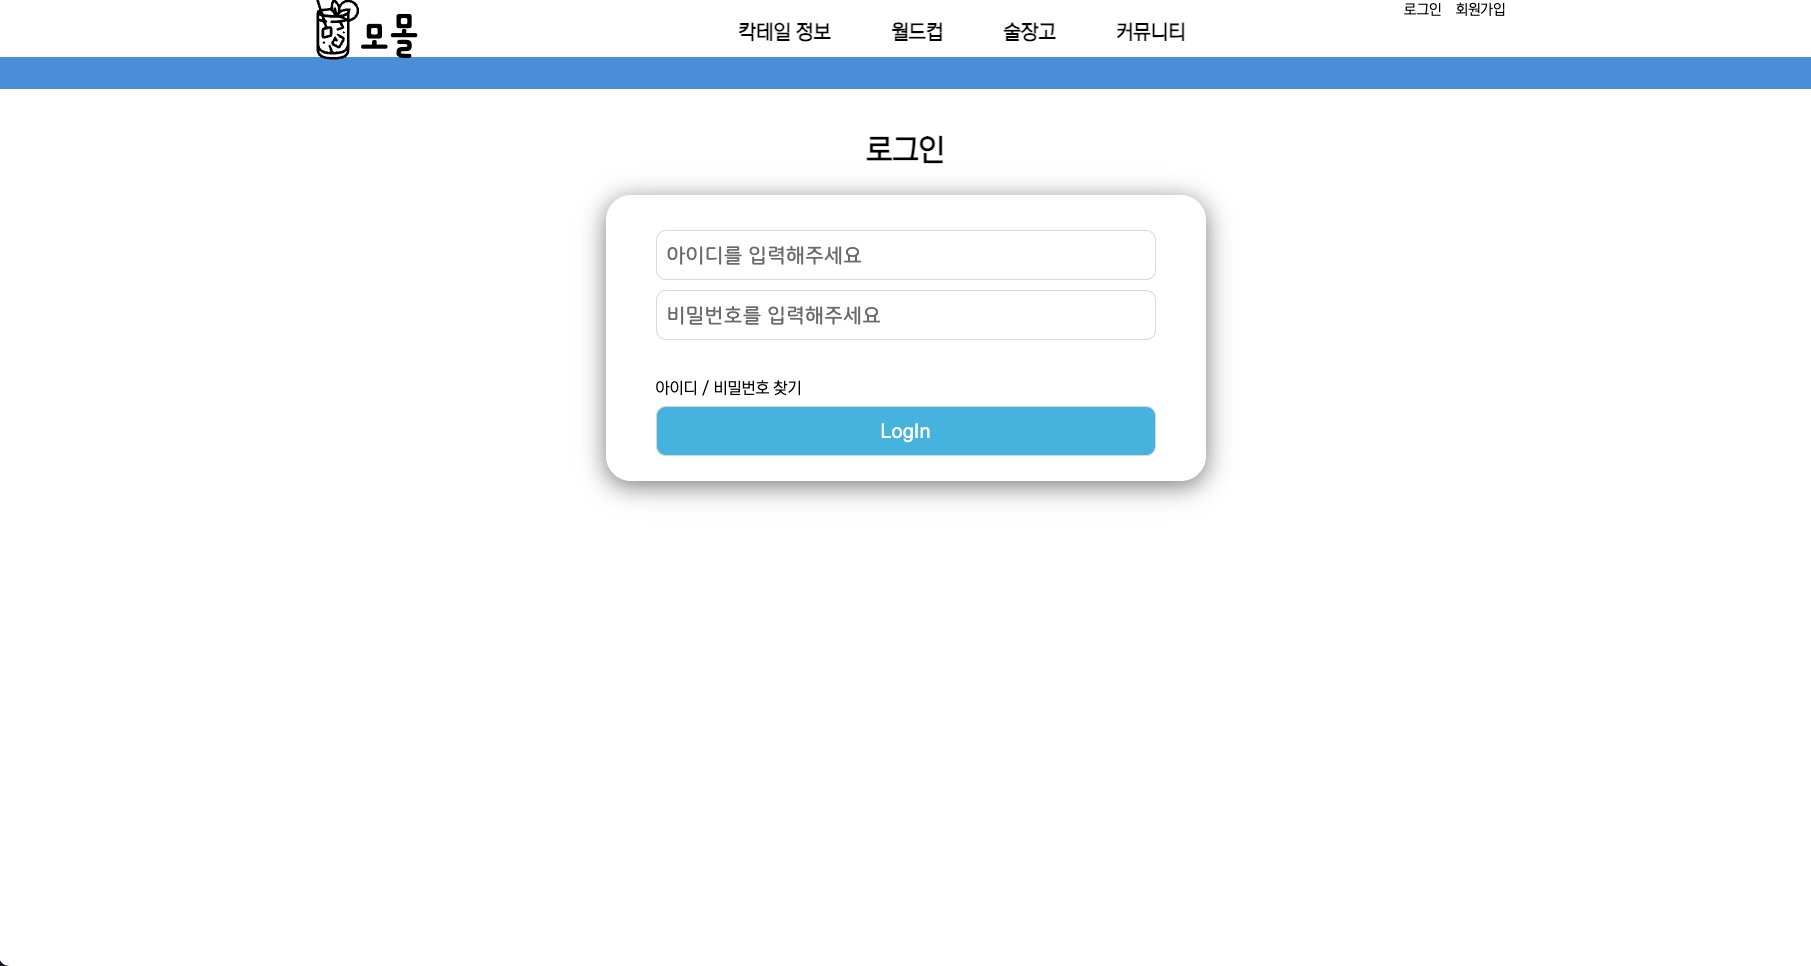 모몰
칵테일 정보 월드컵 술장고 커뮤니티
로그인 회원가입
로그인
아이디를 입력해주세요
비밀번호를 입력해주세요
아이디 / 비밀번호 찾기
LogIn